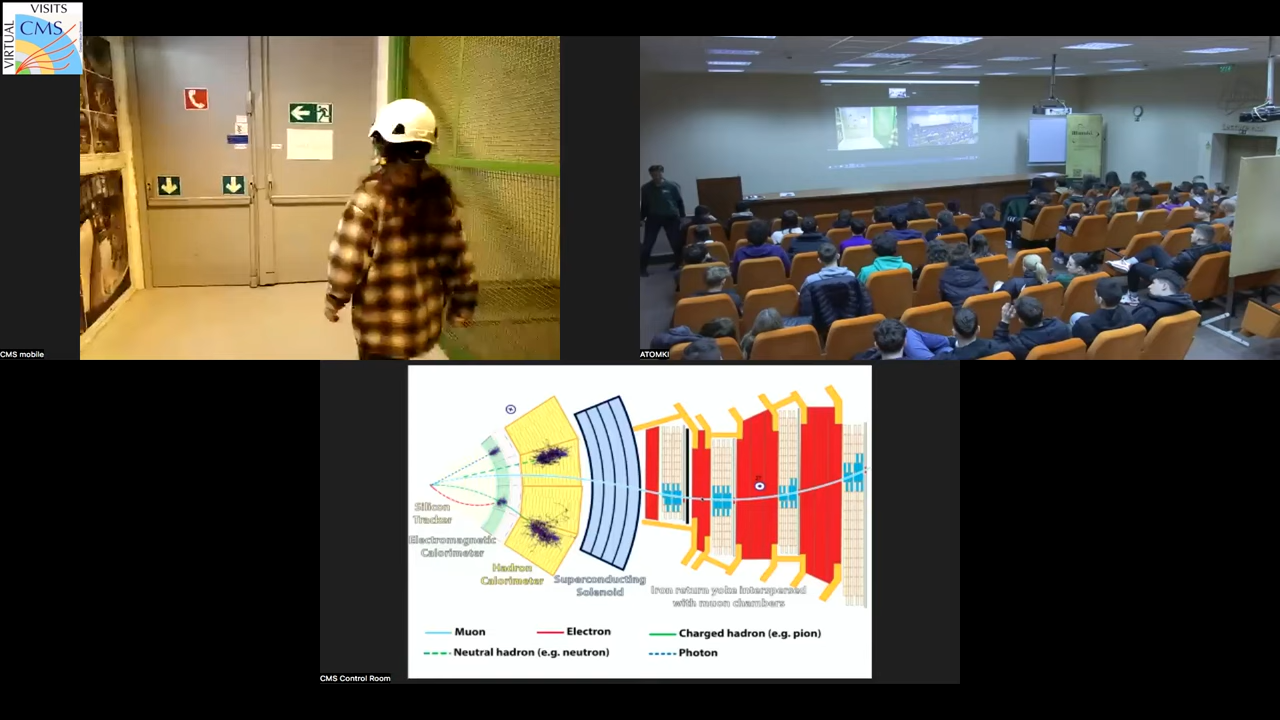 VISITS
VIRTUAL
CMS
CMS mobile
ATOMKI
Silicon
Tracker
Electromagnetic
Calorimeter
Hadron
Calorimeter
Superconducting
Solenoid
Iron return yoke interspersed
with muon chambers
Muon
Electron
Charged hadron (e.g. pion)
Neutral hadron (e.g. neutron)
Photon
CMS Control Room